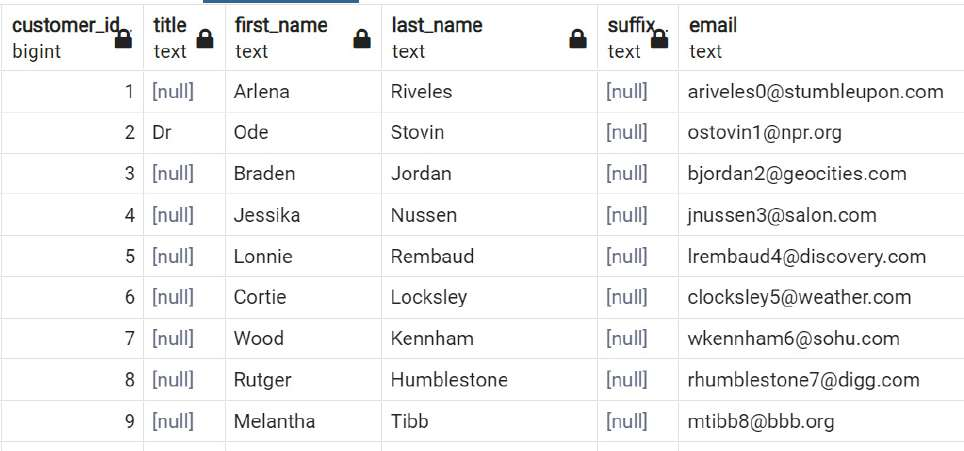 customer_id title first_name last_name suffix email
bigint text text text text text
1 [null] Arlena Riveles [null] ariveles0@stumbleupon.com
2 Dr Ode Stovin [null] ostovin1@npr.org
3 [null] Braden Jordan [null] bjordan2@geocities.com
4 [null] Jessika Nussen [null] jnussen3@salon.com
5 [null] Lonnie Rembaud [null] lrembaud4@discovery.com
6 [null] Cortie Locksley [null] clocksley5@weather.com
7 [null] Wood Kennham [null] wkennham6@sohu.com
8 [null] Rutger Humblestone [null] rhumblestone7@digg.com
9 [null] Melantha Tibb [null] mtibb8@bbb.org